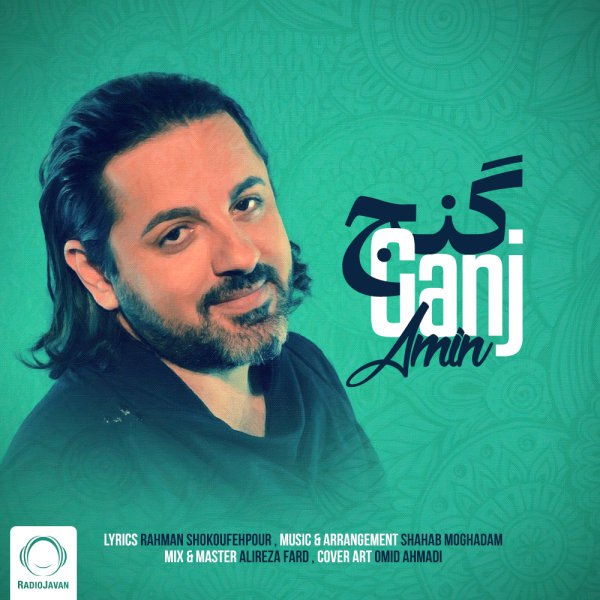 گنج
Ganj
Amin
LYRICS RAHMAN SHOKOUFEHPOUR , MUSIC & ARRANGEMENT SHAHAB MOGHADAM
MIX & MASTER ALIREZA FARD , COVER ART OMID AHMADI
RADIOJAVAN